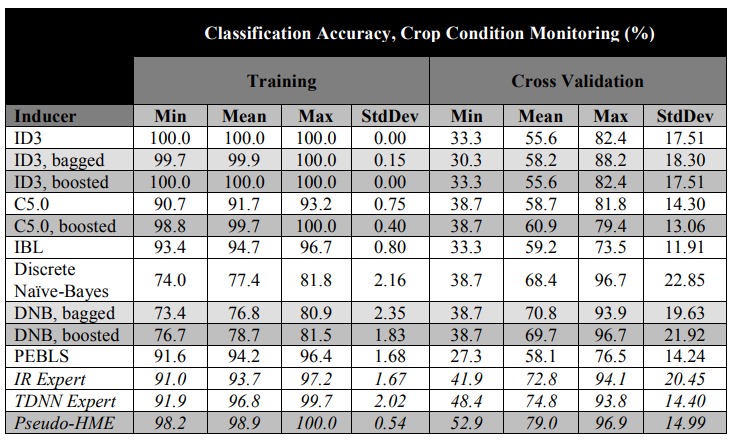 Classification Accuracy, Crop Condition Monitoring (%)
Training Cross Validation
Inducer Min Mean Max StdDev Min Mean Max StdDev
ID3 100.0 100.0 100.0 0.00 33.3 55.6 82.4 17.51
ID3, bagged 99.7 99.9 100.0 0.15 30.3 58.2 88.2 18.30
ID3, boosted 100.0 100.0 100.0 0.00 33.3 55.6 82.4 17.51
C5.0 90.7 91.7 93.2 0.75 38.7 58.7 81.8 14.30
C5.0, boosted 98.8 99.7 100.0 0.40 38.7 60.9 79.4 13.06
IBL 93.4 94.7 96.7 0.80 33.3 59.2 73.5 11.91
Discrete
Naïve-Bayes 74.0 77.4 81.8 2.16 38.7 68.4 96.7 22.85
DNB, bagged 73.4 76.8 80.9 2.35 38.7 70.8 93.9 19.63
DNB, boosted 76.7 78.7 81.5 1.83 38.7 69.7 96.7 21.92
PEBLS 91.6 94.2 96.4 1.68 27.3 58.1 76.5 14.24
IR Expert 91.0 93.7 97.2 1.67 41.9 72.8 94.1 20.45
TDNN Expert 91.9 96.8 99.7 2.02 48.4 74.8 93.8 14.40
Pseudo-HME 98.2 98.9 100.0 0.54 52.9 79.0 96.9 14.99